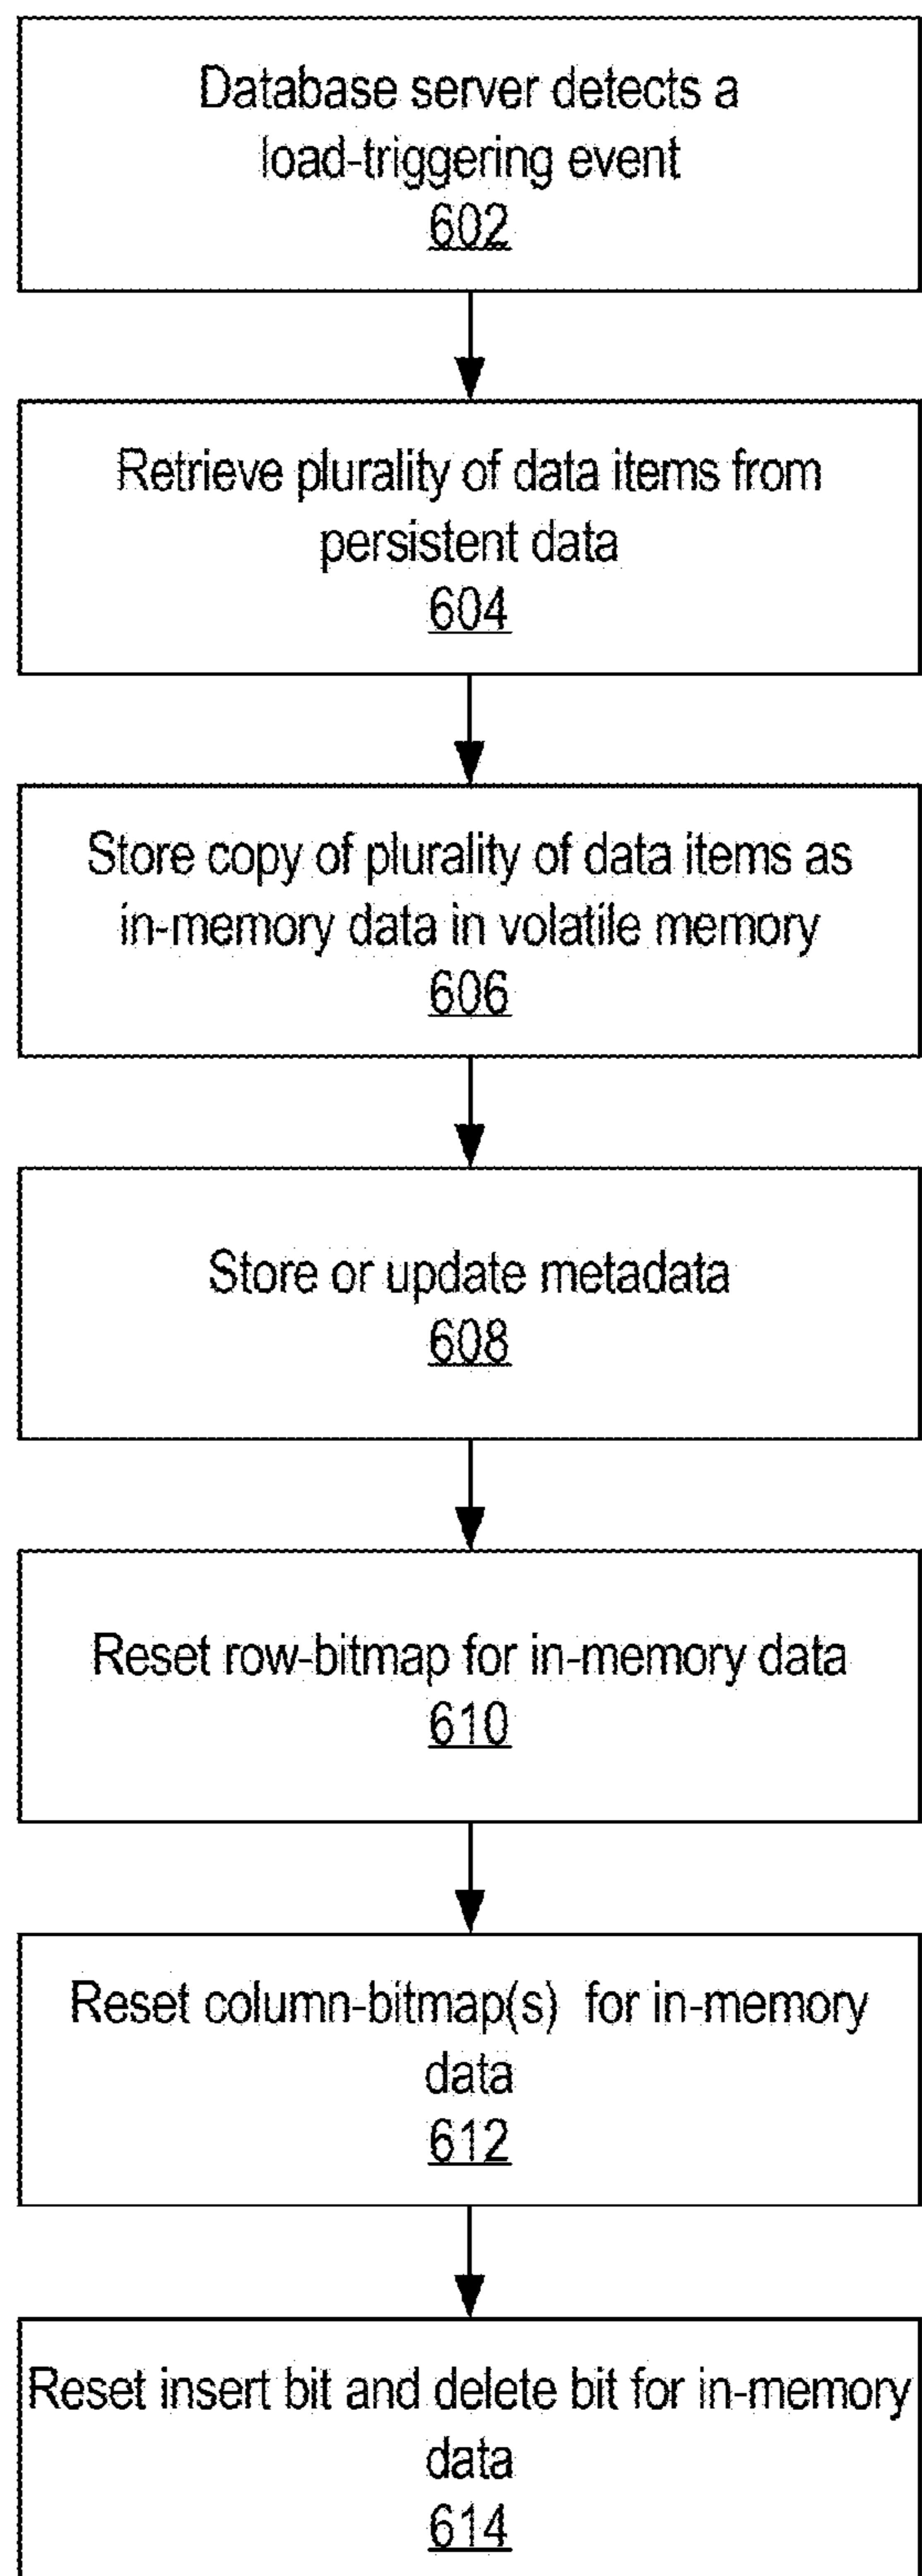 Database server detects a
load-triggering event
602
Retrieve plurality of data items from
persistent data
604
Store copy of plurality of data items as
in-memory data in volatile memory
606
Store or update metadata
608
Reset row-bitmap for in-memory data
610
Reset column-bitmap(s) for in-memory
data
612
Reset insert bit and delete bit for in-memory
data
614